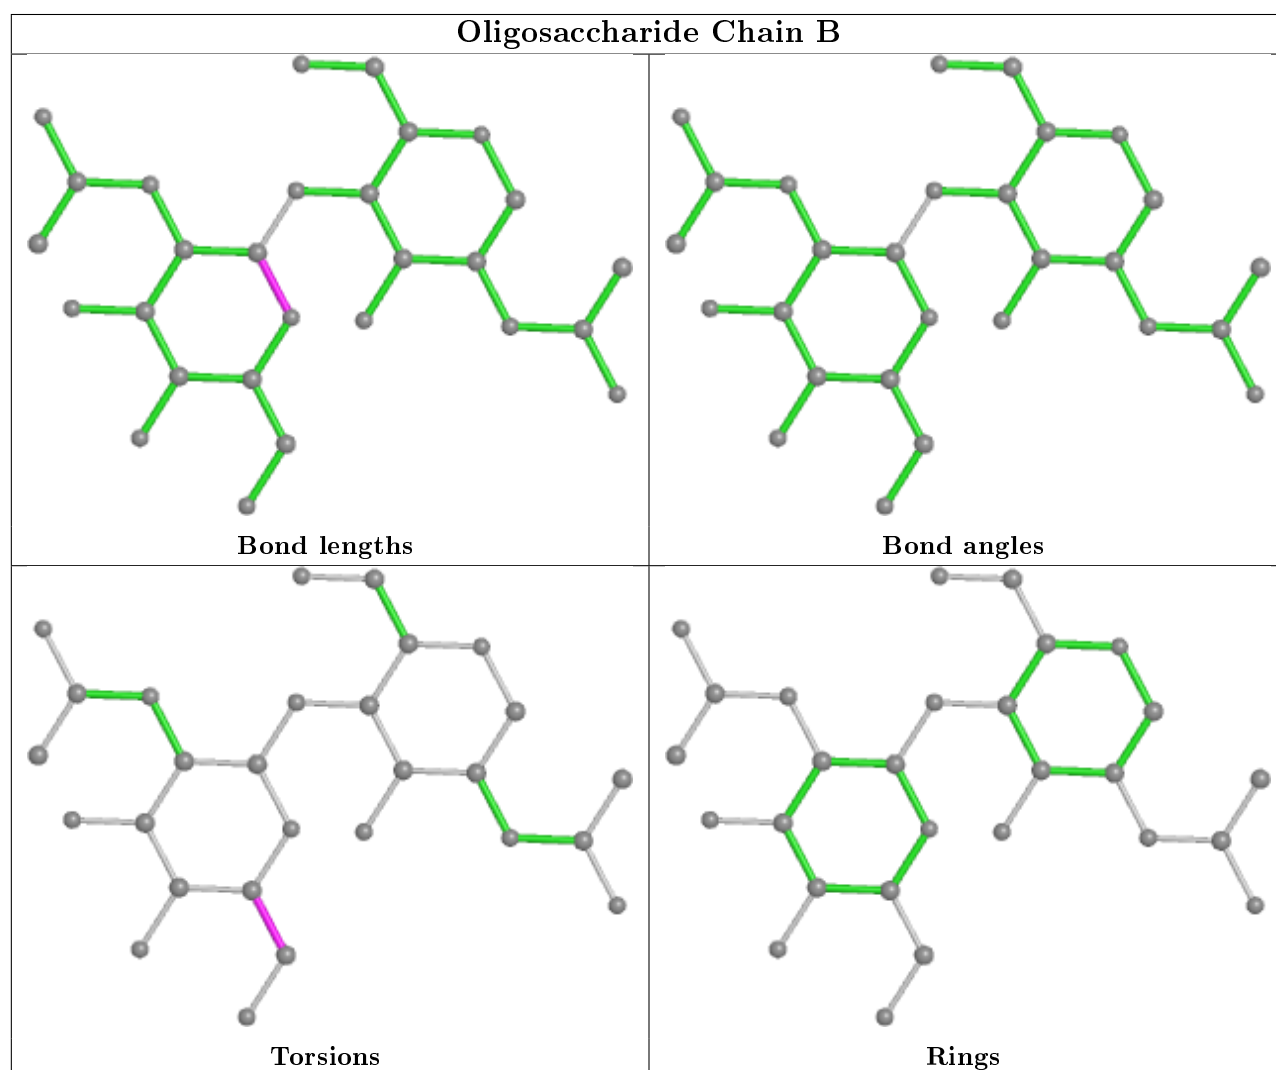 Oligosaccharide Chain B
Bond lengths
Bond angles
Torsions
Rings